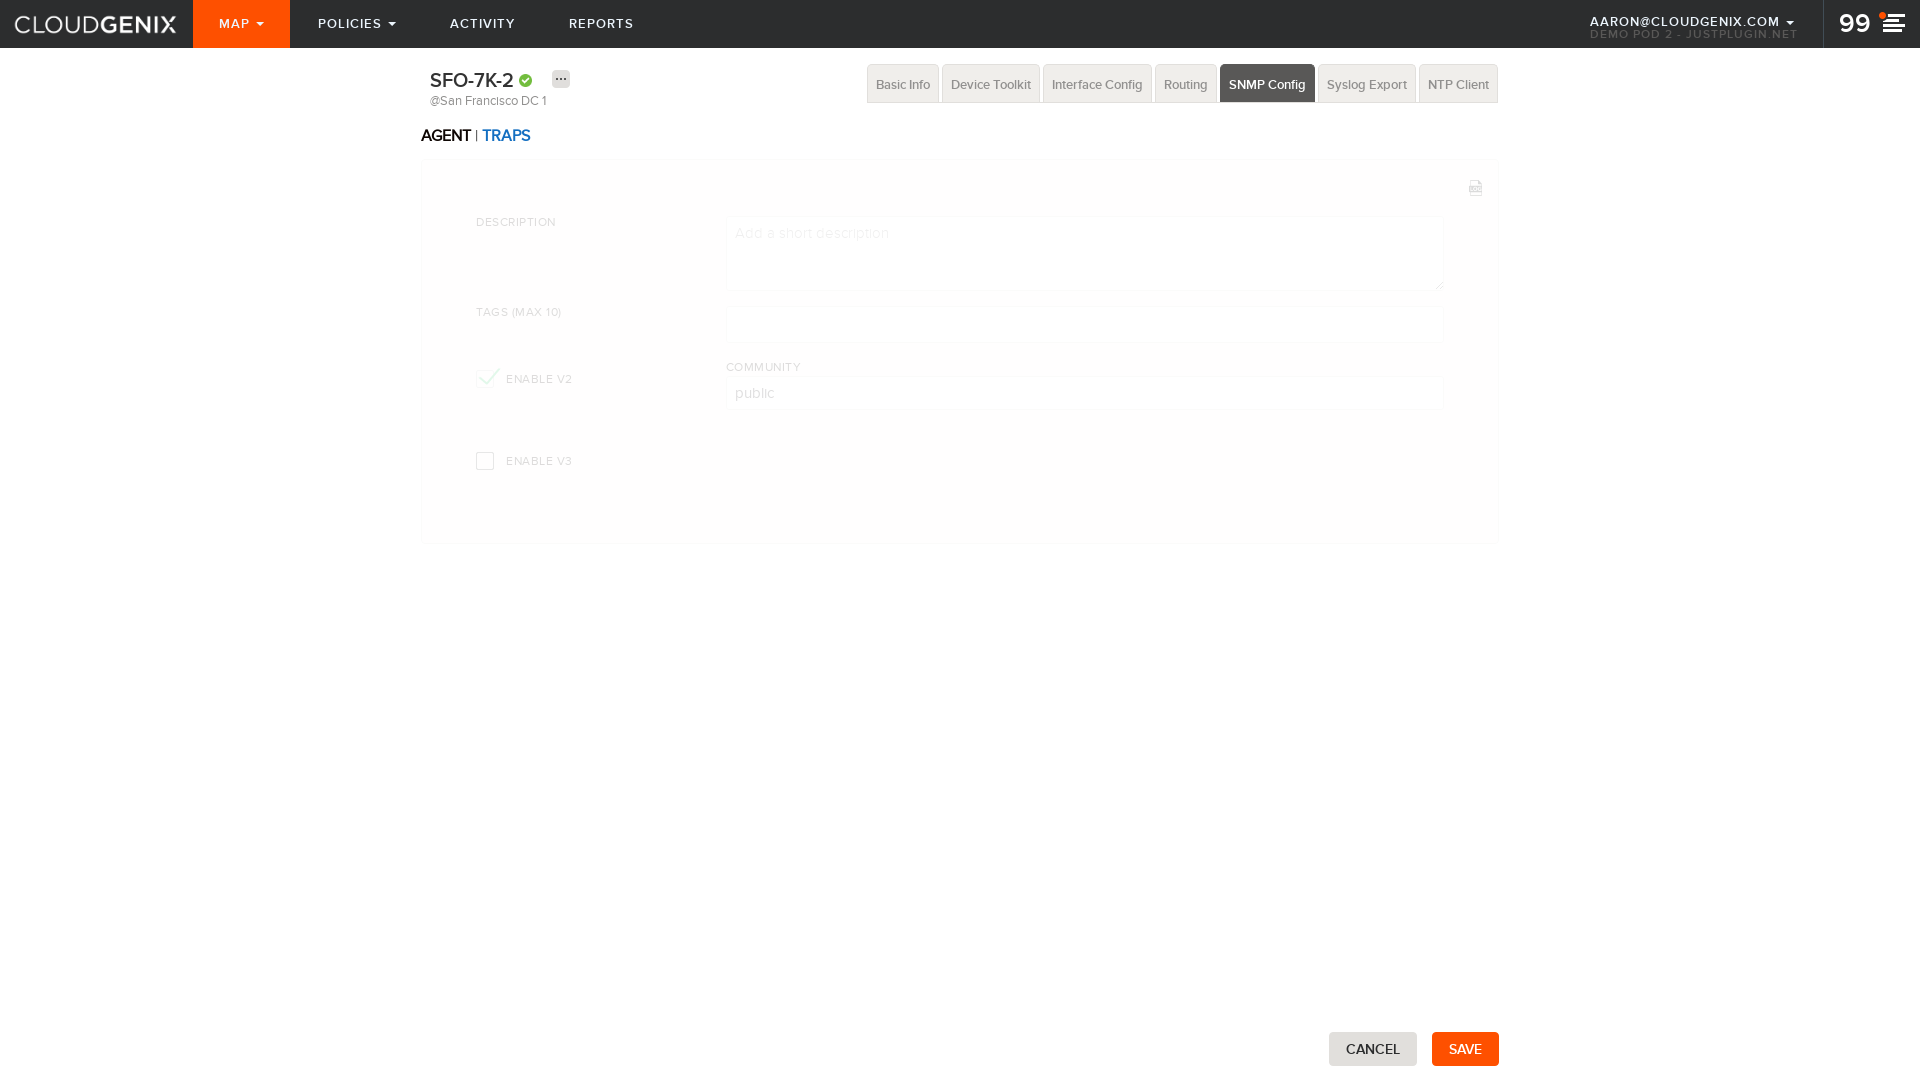 CLOUDGENIX
MAP
POLICIES
ACTIVITY
REPORTS
AARON@CLOUDGENIX.COM
DEMO POD 2 - JUSTPLUGIN.NET
99
SFO-7K-2
@San Francisco DC 1
Basic Info
Device Toolkit
Interface Config
Routing
SNMP Config
Syslog Export
NTP Client
AGENT | TRAPS
DESCRIPTION
Add a short description
TAGS (MAX 10)
ENABLE V2
COMMUNITY
public
ENABLE V3
CANCEL
SAVE